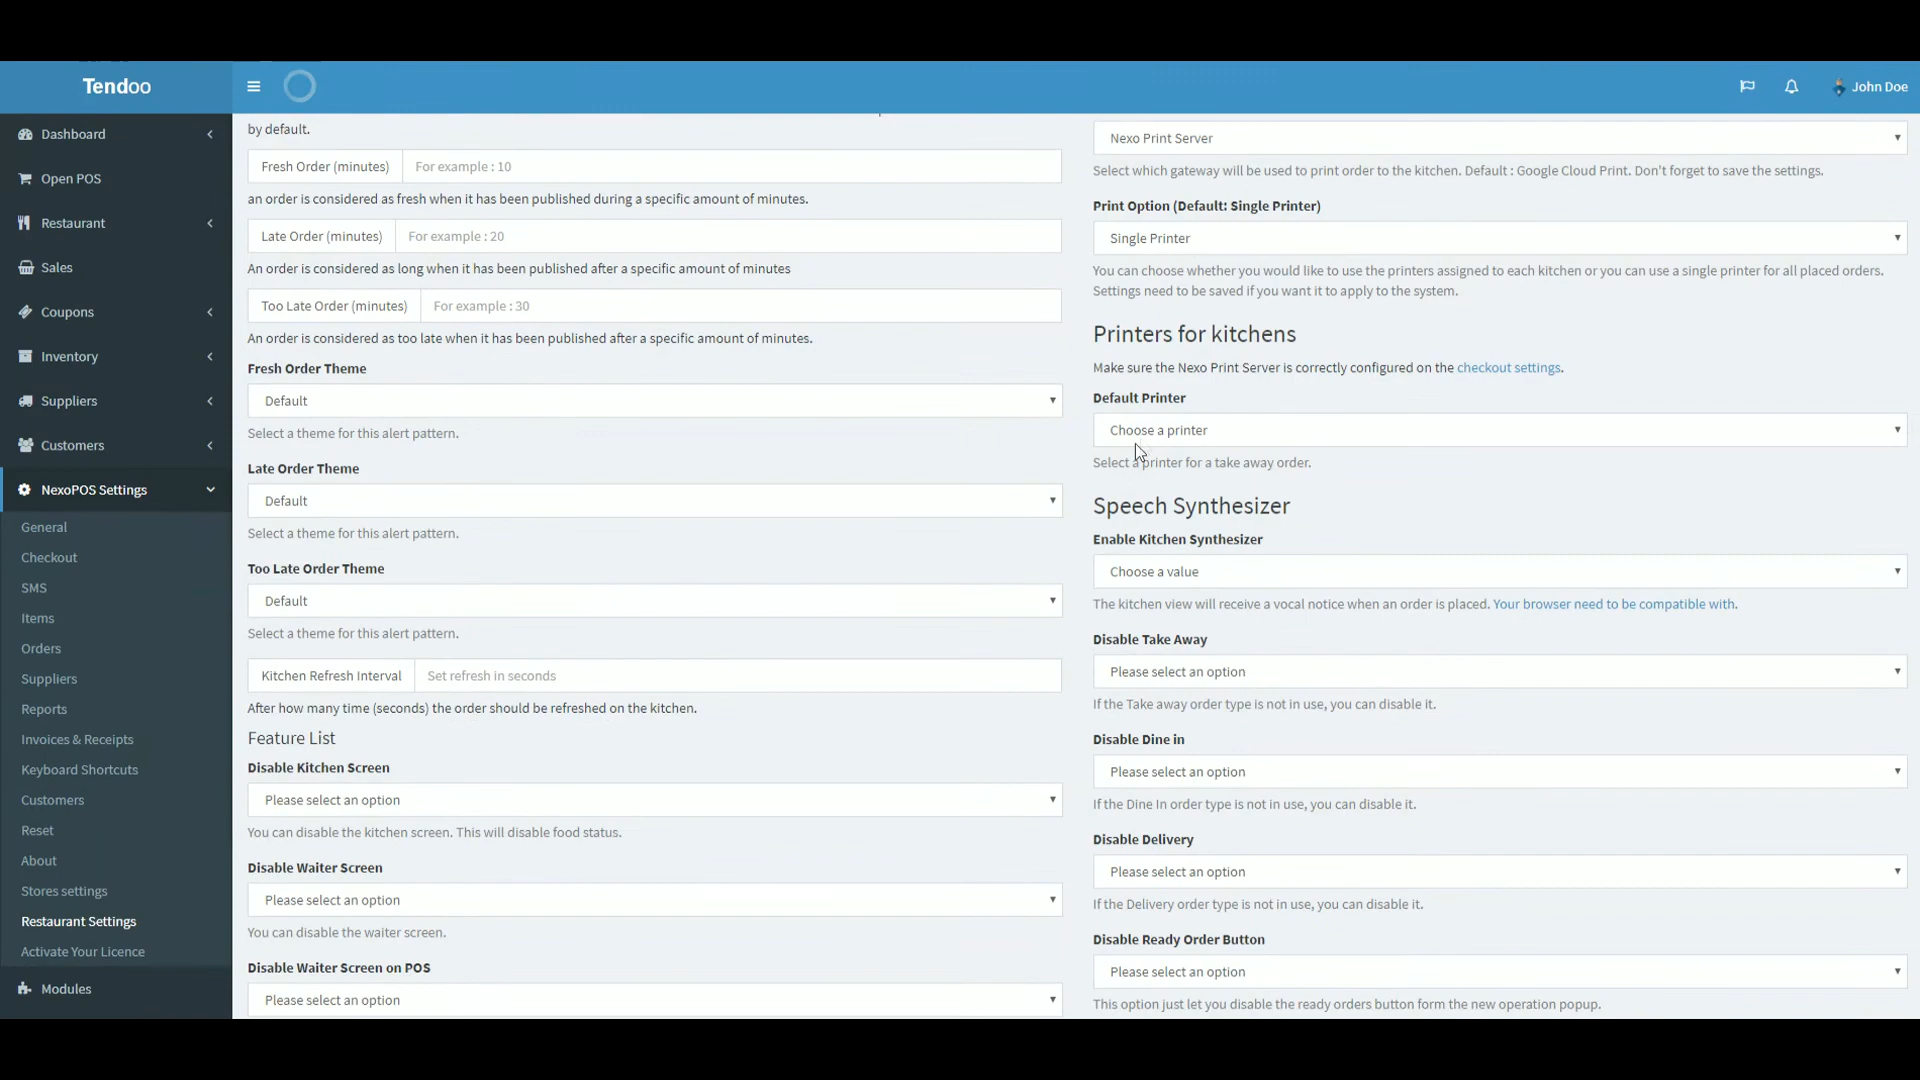 Tendoo
John Doe
Dashboard
Open POS
Restaurant
Sales
Coupons
Inventory
Suppliers
Customers
NexoPOS Settings
General
Checkout
SMS
Items
Orders
Suppliers
Reports
Invoices & Receipts
Keyboard Shortcuts
Customers
Reset
About
Stores settings
Restaurant Settings
Activate Your Licence
Modules
by default.
Fresh Order (minutes) For example : 10
an order is considered as fresh when it has been published during a specific amount of minutes.
Late Order (minutes) For example : 20
An order is considered as long when it has been published after a specific amount of minutes
Too Late Order (minutes) For example : 30
An order is considered as too late when it has been published after a specific amount of minutes.
Fresh Order Theme
Default
Select a theme for this alert pattern.
Late Order Theme
Default
Select a theme for this alert pattern.
Too Late Order Theme
Default
Select a theme for this alert pattern.
Kitchen Refresh Interval Set refresh in seconds
After how many time (seconds) the order should be refreshed on the kitchen.
Feature List
Disable Kitchen Screen
Please select an option
You can disable the kitchen screen. This will disable food status.
Disable Waiter Screen
Please select an option
You can disable the waiter screen.
Disable Waiter Screen on POS
Please select an option
Nexo Print Server
Select which gateway will be used to print order to the kitchen. Default : Google Cloud Print. Don't forget to save the settings.
Print Option (Default: Single Printer)
Single Printer
You can choose whether you would like to use the printers assigned to each kitchen or you can use a single printer for all placed orders.
Settings need to be saved if you want it to apply to the system.
Printers for kitchens
Make sure the Nexo Print Server is correctly configured on the checkout settings.
Default Printer
Choose a printer
Select a printer for a take away order.
Speech Synthesizer
Enable Kitchen Synthesizer
Choose a value
The kitchen view will receive a vocal notice when an order is placed. Your browser need to be compatible with.
Disable Take Away
Please select an option
If the Take away order type is not in use, you can disable it.
Disable Dine in
Please select an option
If the Dine In order type is not in use, you can disable it.
Disable Delivery
Please select an option
If the Delivery order type is not in use, you can disable it.
Disable Ready Order Button
Please select an option
This option just let you disable the ready orders button form the new operation popup.